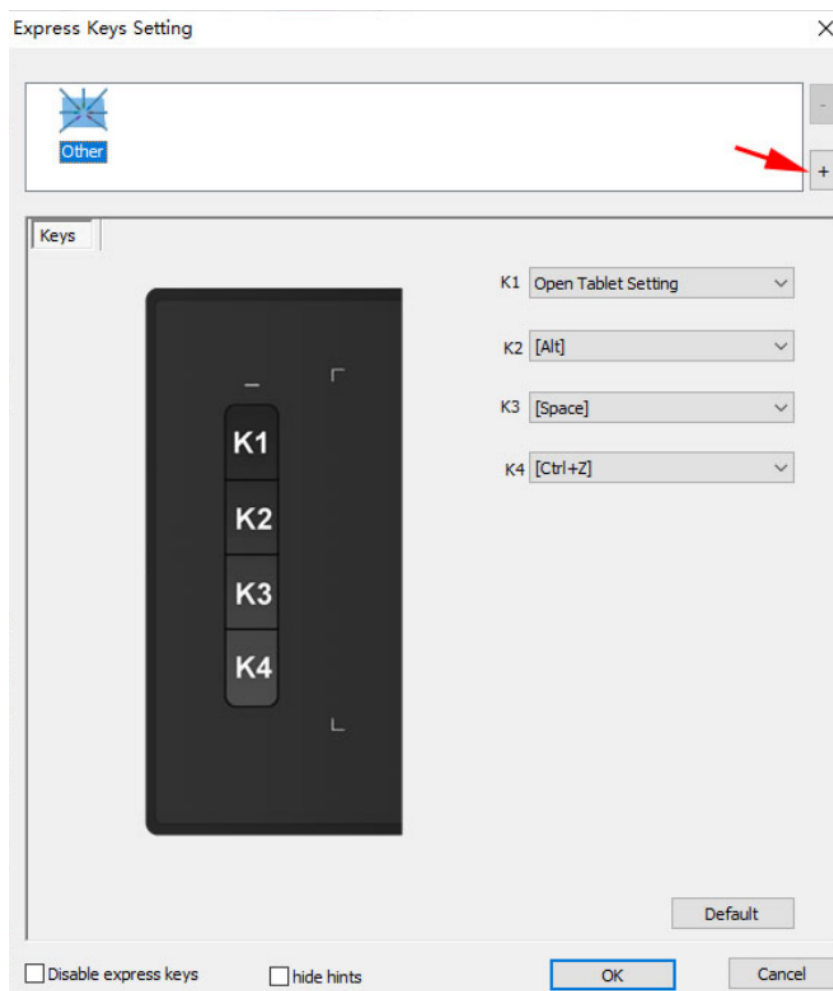 Express Keys Setting
Other
-
+
Keys
K1 Open Tablet Setting
K2 [Alt]
K3 [Space]
K4 [Ctrl+Z]
K1
K2
K3
K4
Default
Disable express keys
hide hints
OK
Cancel